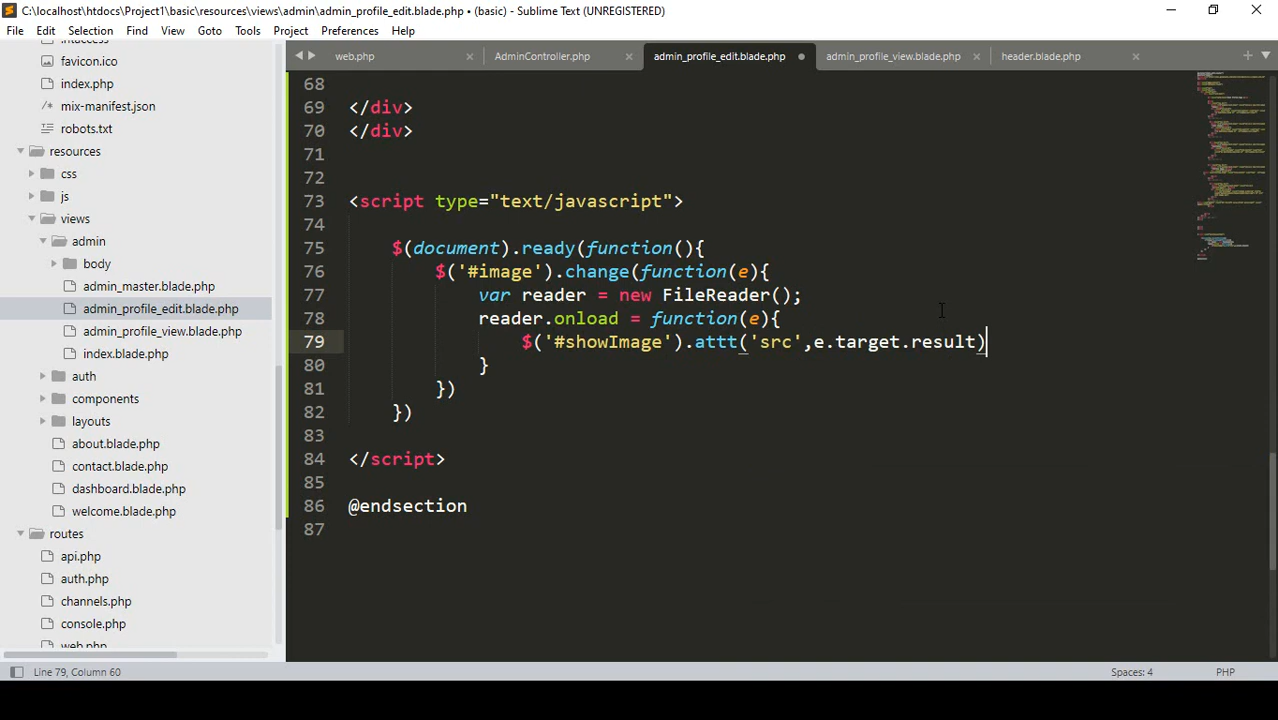 C:\localhost\htdocs\Project1\basic\resources\views\admin\admin_profile_edit.blade.php • (basic) - Sublime Text (UNREGISTERED)
File Edit Selection Find View Goto Tools Project Preferences Help
web.php AdminController.php admin_profile_edit.blade.php admin_profile_view.blade.php header.blade.php
favicon.ico
index.php
mix-manifest.json
robots.txt
resources
css
js
views
admin
body
admin_master.blade.php
admin_profile_edit.blade.php
admin_profile_view.blade.php
index.blade.php
auth
components
layouts
about.blade.php
contact.blade.php
dashboard.blade.php
welcome.blade.php
routes
api.php
auth.php
channels.php
console.php
web.php
68
69 </div>
70 </div>
71
72
73 <script type="text/javascript">
74
75 $(document).ready(function(){
76 $('#image').change(function(e){
77 var reader = new FileReader();
78 reader.onload = function(e){
79 $('#showImage').attt('src',e.target.result)
80 }
81 })
82 })
83
84 </script>
85
86 @endsection
87
Line 79, Column 60 Spaces: 4 PHP